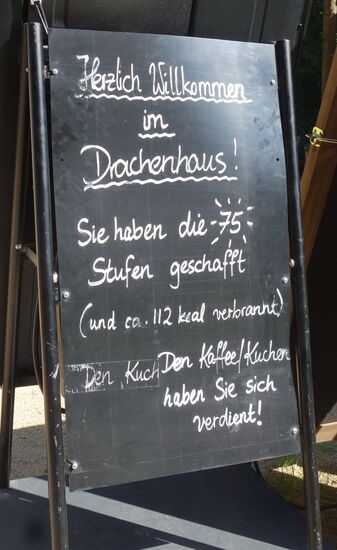 Herzlich Willkommen
im
Drachenhaus!
Sie haben die 75
Stufen geschafft
(und ca. 112 kcal verbrannt)
Den Kuch Den Kaffee/Kuchen
haben Sie sich
verdient!